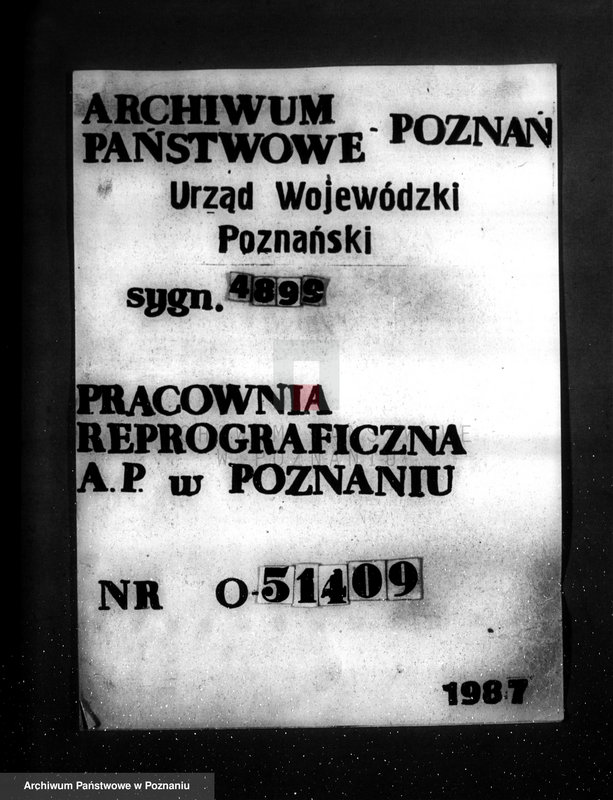 ARCHIWUM
PAŃSTWOWE - POZNAŃ
Urząd Wojewódzki
Poznański
sygn. 4899
PRACOWNIA
REPROGRAFICZNA
A.P. w POZNANIU
NR O-51409
1987
Archiwum Państwowe w Poznaniu